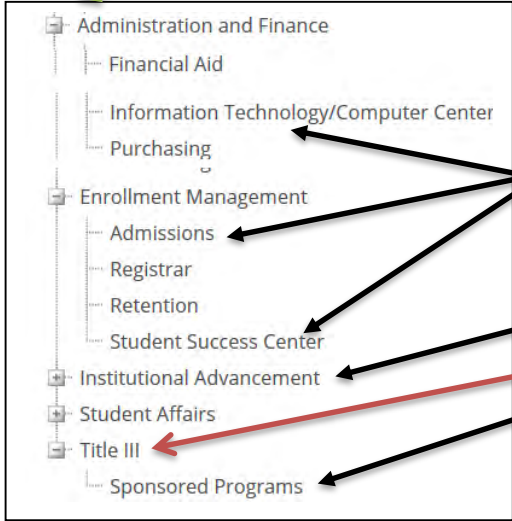 Administration and Finance
Financial Aid
Information Technology/Computer Center
Purchasing
Enrollment Management
Admissions
Registrar
Retention
Student Success Center
Institutional Advancement
Student Affairs
Title III
Sponsored Programs